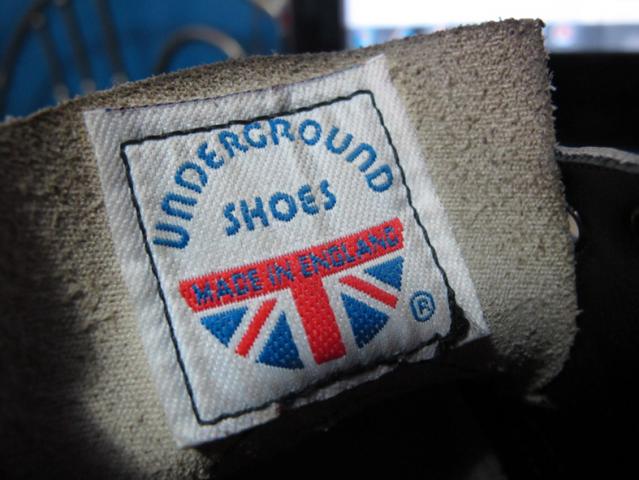 UNDERGROUND
SHOES
MADE IN ENGLAND
®